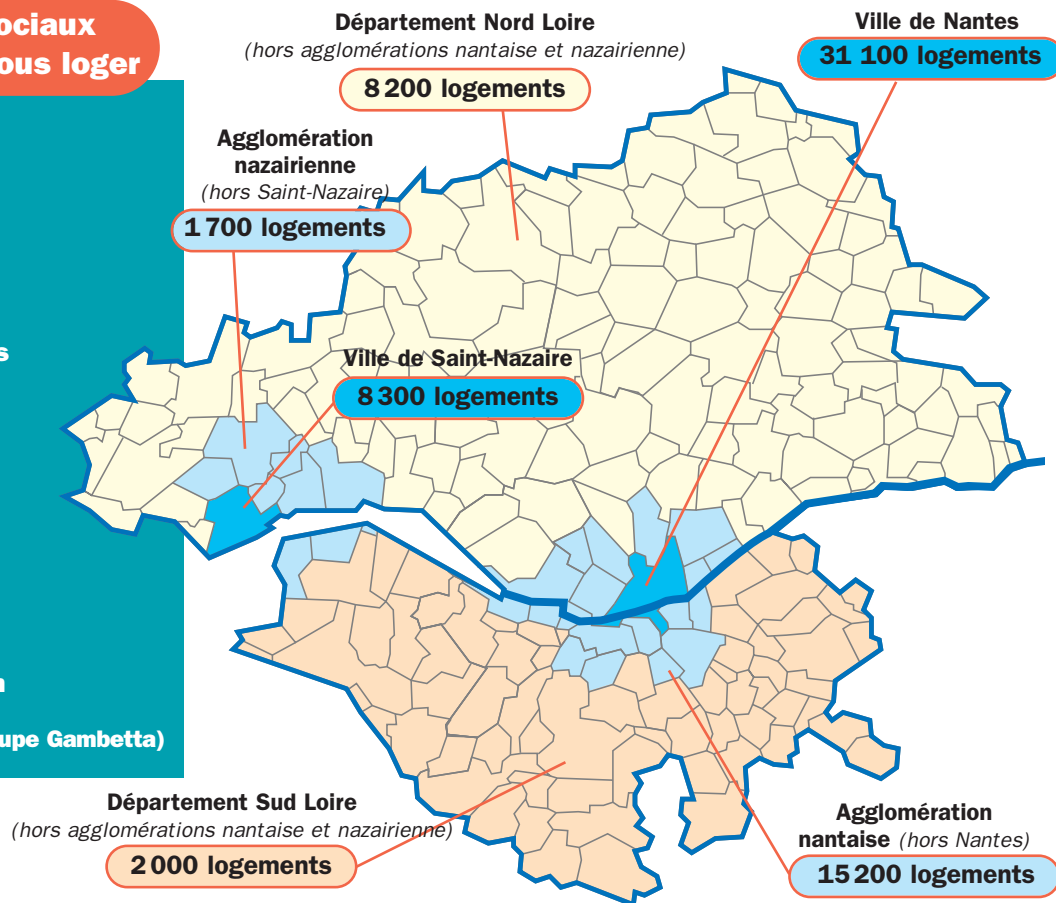 ociaux
ous loger
s
n
upe Gambetta)
Département Nord Loire
(hors agglomérations nantaise et nazairienne)
8 200 logements
Ville de Nantes
31 100 logements
Agglomération
nazairienne
(hors Saint-Nazaire)
1 700 logements
Ville de Saint-Nazaire
8 300 logements
Département Sud Loire
(hors agglomérations nantaise et nazairienne)
2 000 logements
Agglomération
nantaise (hors Nantes)
15 200 logements